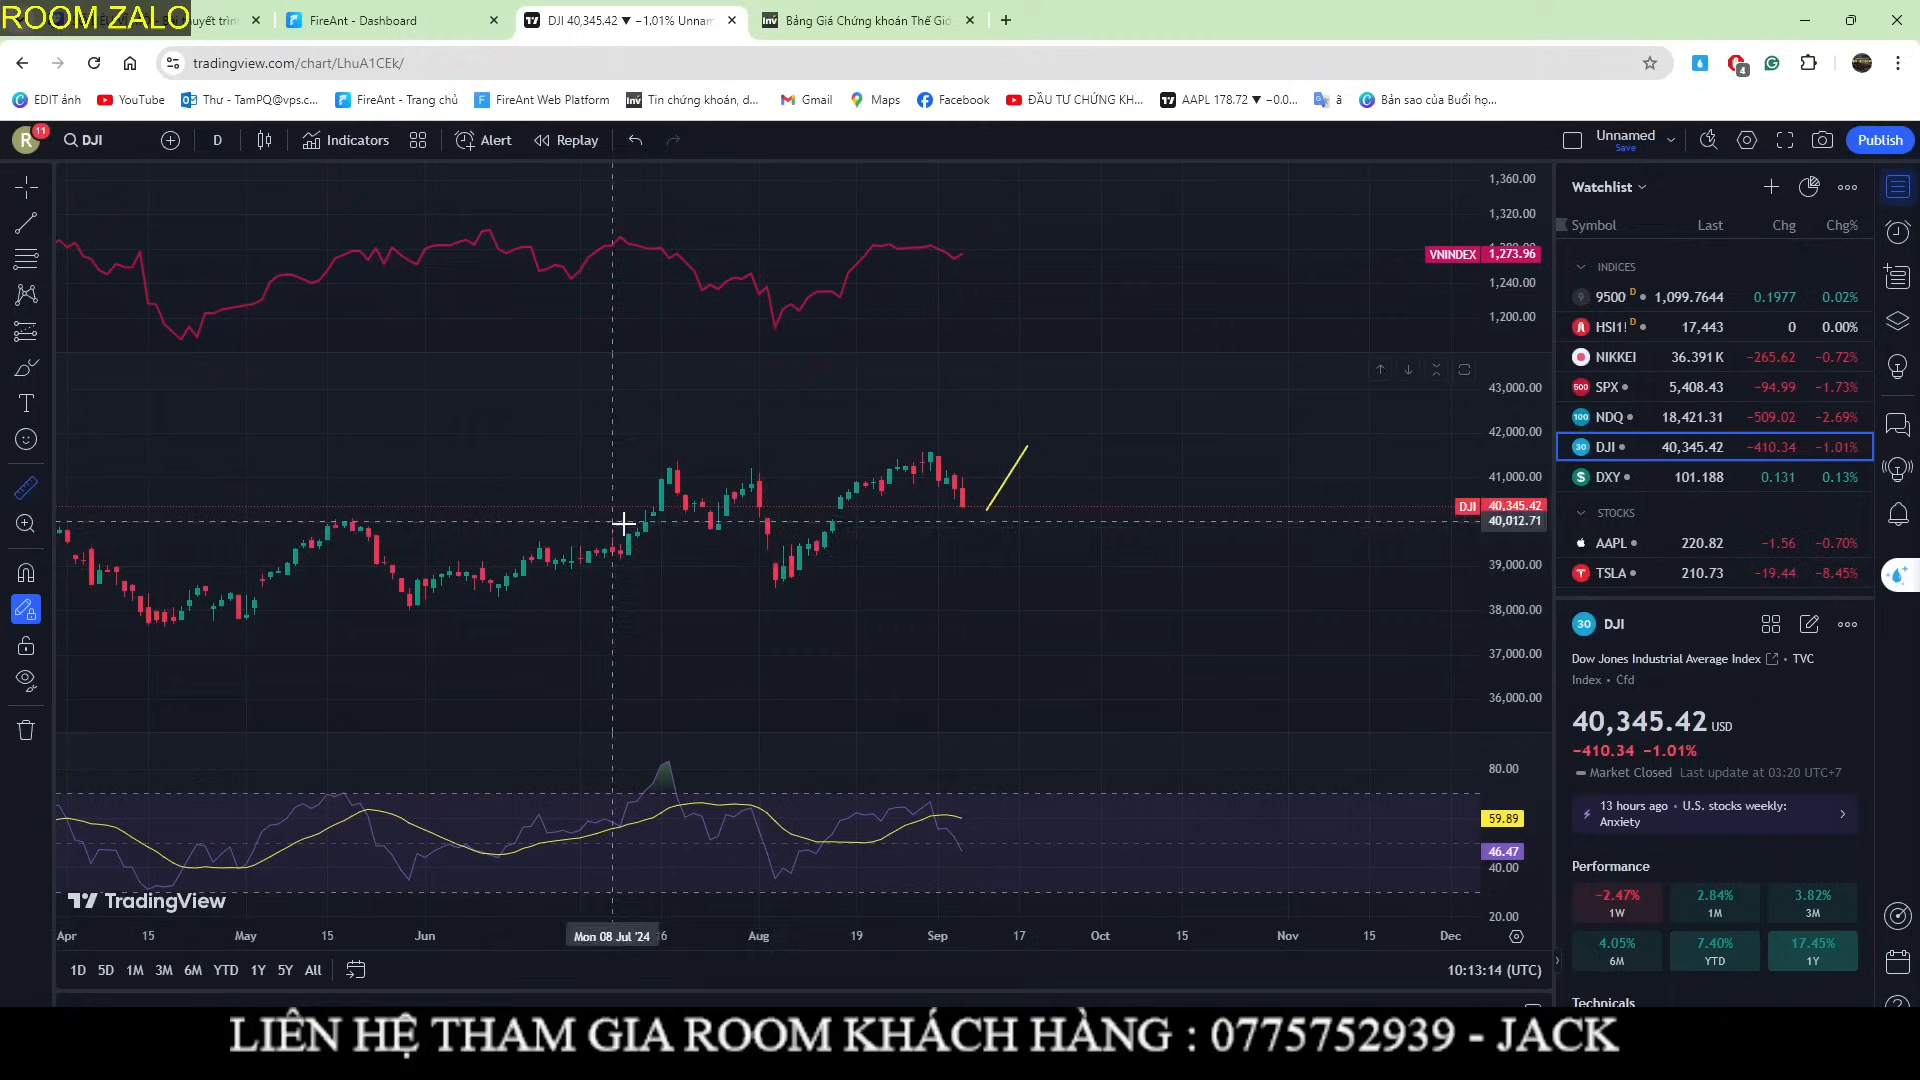 ROOM ZALO
ết trìn
FireAnt - Dashboard
DJI 40,345.42 ▼ −1.01% Unnam
Bảng Giá Chứng khoán Thế Giớ
tradingview.com/chart/LhuA1CEk/
4
EDIT ảnh
YouTube
Thư - TamPQ@vps.c...
FireAnt - Trang chủ
FireAnt Web Platform
Tin chứng khoán, d...
Gmail
Maps
Facebook
ĐẦU TƯ CHỨNG KH...
AAPL 178.72 ▼ −0.0...
ã
Bản sao của Buổi họ...
R 11
DJI
D
Indicators
Alert
Replay
Unnamed
Save
Publish
1,360.00
1,320.00
VNINDEX 1,273.96
1,240.00
1,200.00
43,000.00
42,000.00
41,000.00
DJI 40,345.42
40,012.71
39,000.00
38,000.00
37,000.00
36,000.00
80.00
59.89
46.47
40.00
20.00
TradingView
Apr 15 May 15 Jun Mon 08 Jul '24 Aug 19 Sep 17 Oct 15 Nov 15 Dec
1D 5D 1M 3M 6M YTD 1Y 5Y All
10:13:14 (UTC)
Watchlist
Symbol Last Chg Chg%
INDICES
9500 D 1,099.7644 0.1977 0.02%
HSI1! D 17,443 0 0.00%
NIKKEI 36.391K −265.62 −0.72%
500 SPX 5,408.43 −94.99 −1.73%
100 NDQ 18,421.31 −509.02 −2.69%
30 DJI 40,345.42 −410.34 −1.01%
DXY 101.188 0.131 0.13%
STOCKS
AAPL 220.82 −1.56 −0.70%
TSLA 210.73 −19.44 −8.45%
30 DJI
Dow Jones Industrial Average Index • TVC
Index • Cfd
40,345.42 USD
−410.34 −1.01%
Market Closed Last update at 03:20 UTC+7
13 hours ago • U.S. stocks weekly:
Anxiety
Performance
−2.47% 2.84% 3.82%
1W 1M 3M
4.05% 7.40% 17.45%
6M YTD 1Y
Technicals
LIÊN HỆ THAM GIA ROOM KHÁCH HÀNG : 0775752939 - JACK